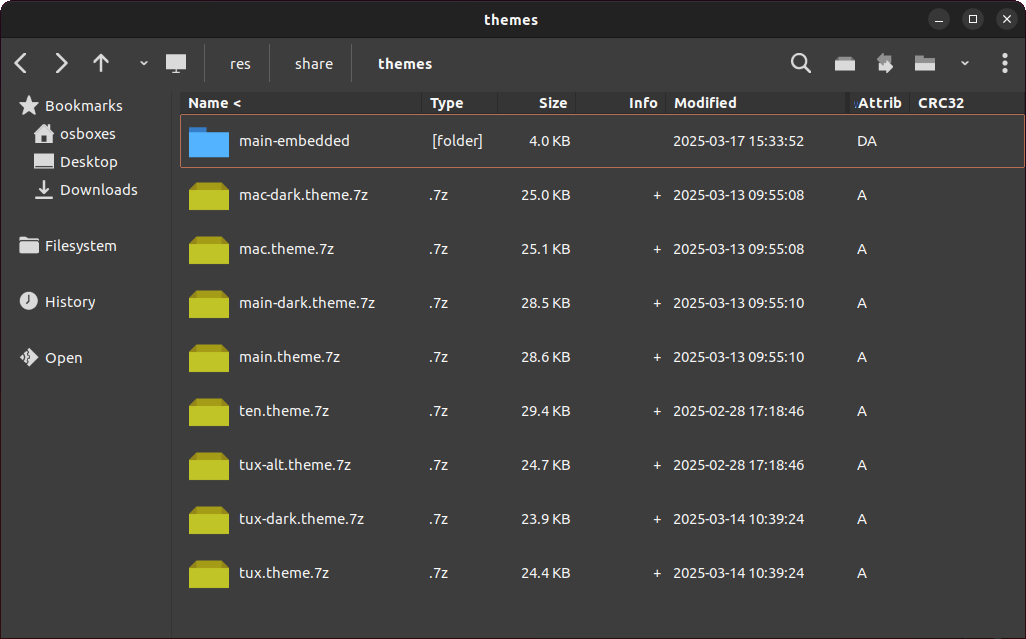 themes
res share themes
Bookmarks
osboxes
Desktop
Downloads
Filesystem
History
Open
Name < Type Size Info Modified Attrib CRC32
main-embedded [folder] 4.0 KB 2025-03-17 15:33:52 DA
mac-dark.theme.7z .7z 25.0 KB + 2025-03-13 09:55:08 A
mac.theme.7z .7z 25.1 KB + 2025-03-13 09:55:08 A
main-dark.theme.7z .7z 28.5 KB + 2025-03-13 09:55:10 A
main.theme.7z .7z 28.6 KB + 2025-03-13 09:55:10 A
ten.theme.7z .7z 29.4 KB + 2025-02-28 17:18:46 A
tux-alt.theme.7z .7z 24.7 KB + 2025-02-28 17:18:46 A
tux-dark.theme.7z .7z 23.9 KB + 2025-03-14 10:39:24 A
tux.theme.7z .7z 24.4 KB + 2025-03-14 10:39:24 A